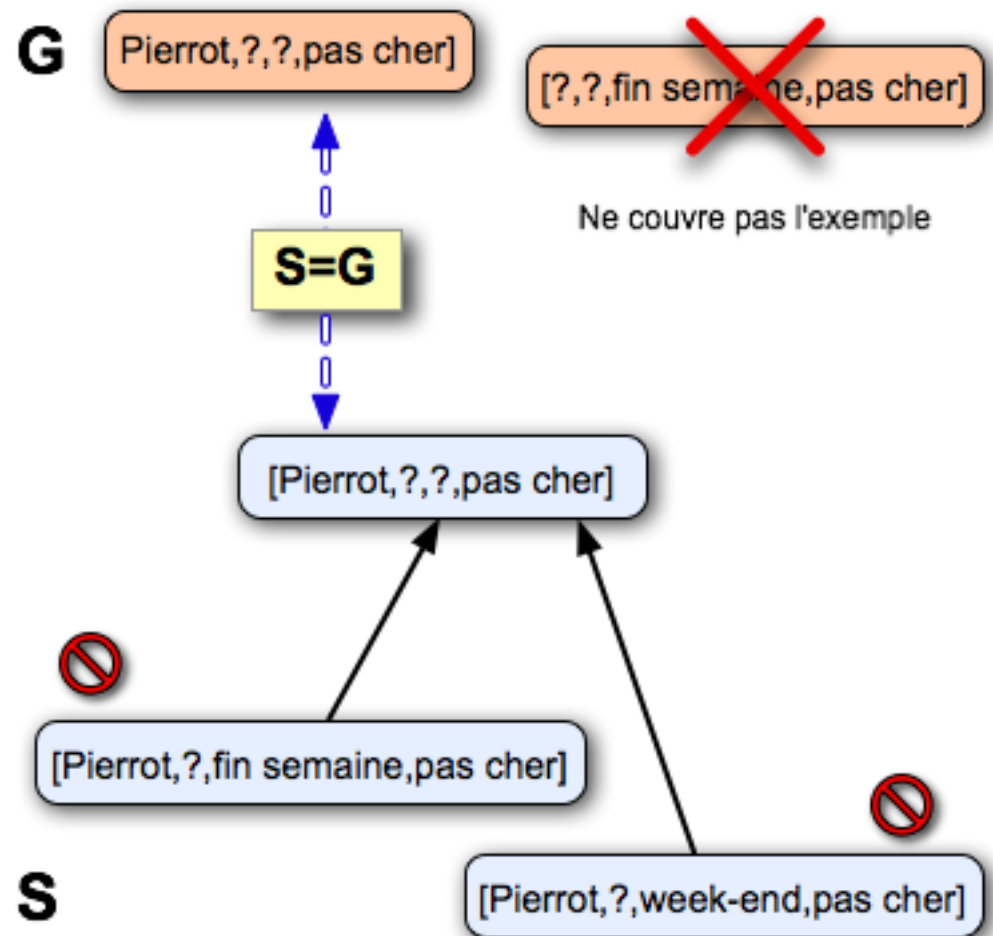 G
Pierrot,?,?,pas cher]
[?,?,fin semaine,pas cher]
Ne couvre pas l'exemple
S=G
[Pierrot,?,?,pas cher]
[Pierrot,?,fin semaine,pas cher]
S
[Pierrot,?,week-end,pas cher]